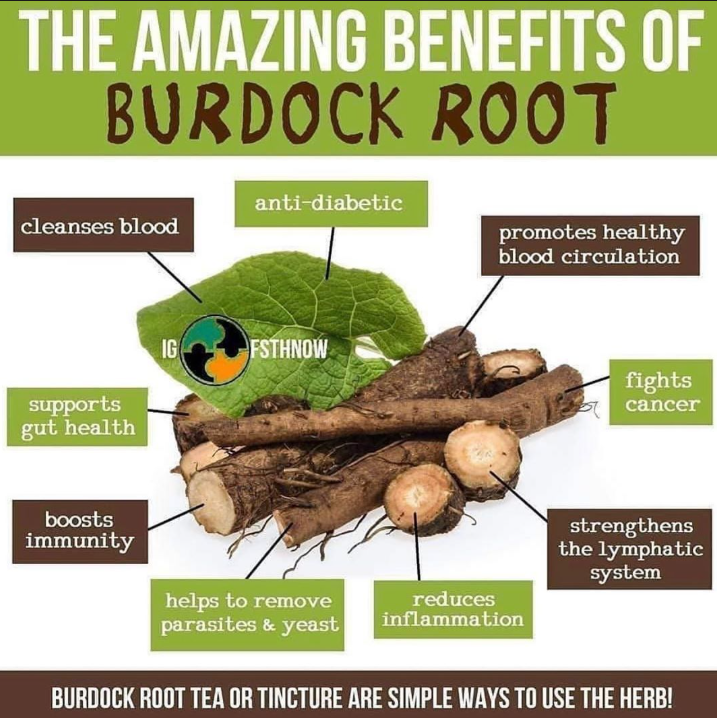 THE AMAZING BENEFITS OF
BURDOCK ROOT
cleanses blood
anti-diabetic
promotes healthy
blood circulation
IG FSTHNOW
supports
gut health
fights
cancer
boosts
immunity
strengthens
the lymphatic
system
helps to remove
parasites & yeast
reduces
inflammation
BURDOCK ROOT TEA OR TINCTURE ARE SIMPLE WAYS TO USE THE HERB!